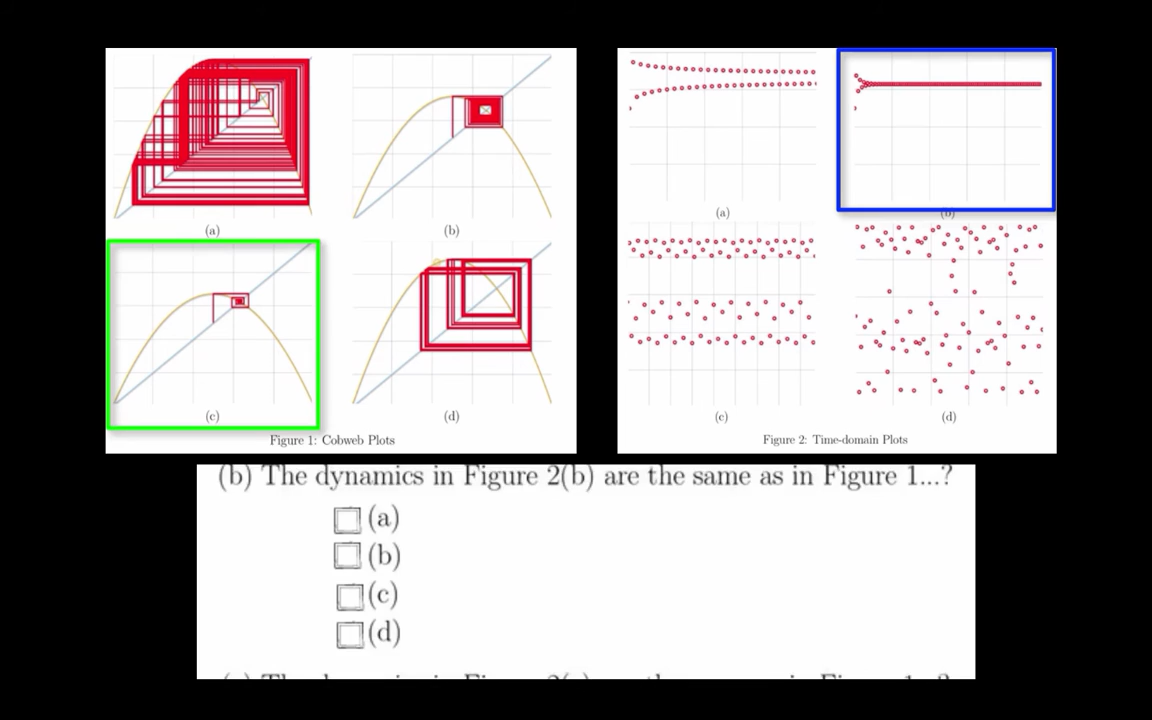 (a)
(b)
(c)
(d)
Figure 1: Cobweb Plots
(a)
(b)
(c)
(d)
Figure 2: Time-domain Plots
(b) The dynamics in Figure 2(b) are the same as in Figure 1...?
(a)
(b)
(c)
(d)